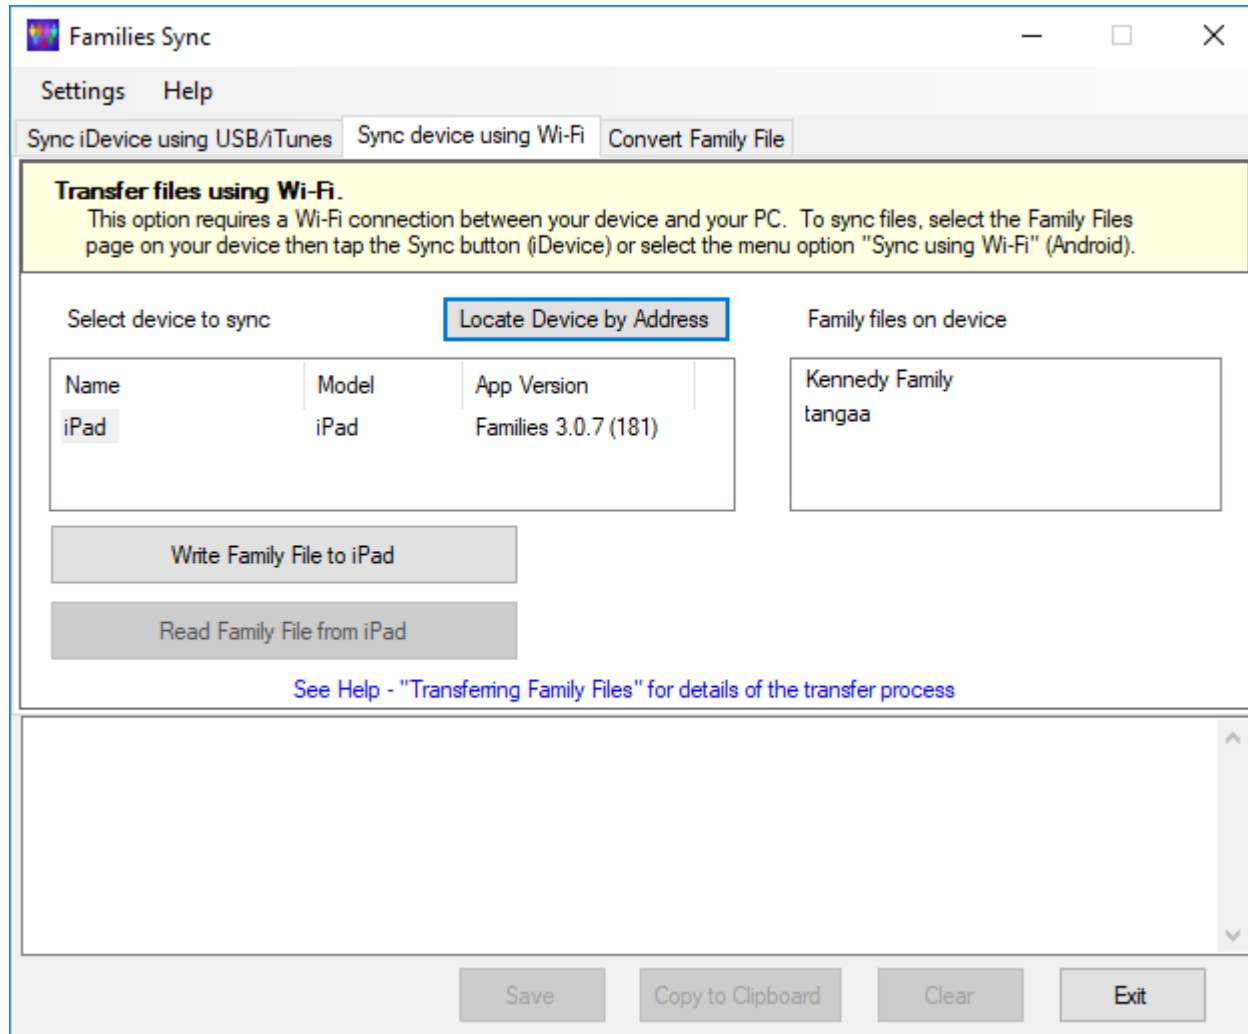 Families Sync
Settings Help
Sync iDevice using USB/iTunes Sync device using Wi-Fi Convert Family File
Transfer files using Wi-Fi.
This option requires a Wi-Fi connection between your device and your PC. To sync files, select the Family Files
page on your device then tap the Sync button (iDevice) or select the menu option "Sync using Wi-Fi" (Android).
Select device to sync Locate Device by Address Family files on device
Name Model App Version
iPad iPad Families 3.0.7 (181)
Kennedy Family
tangaa
Write Family File to iPad
Read Family File from iPad
See Help - "Transferring Family Files" for details of the transfer process
Save Copy to Clipboard Clear Exit